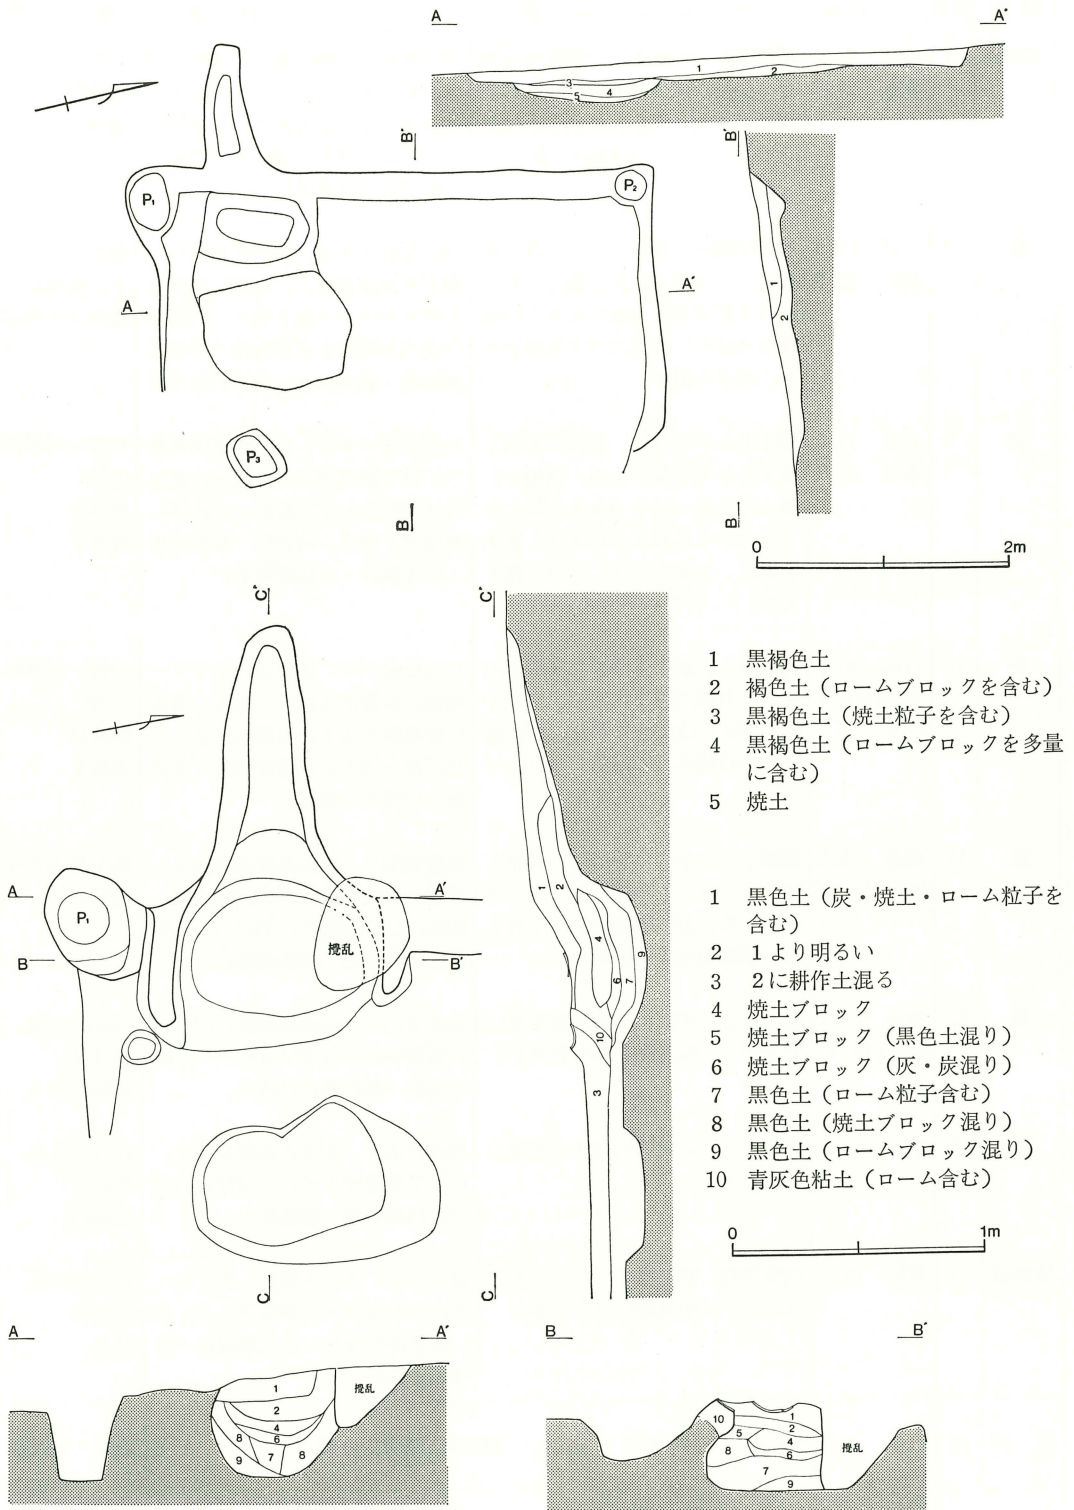 A A'
1
2
3
4
5
B'
P1
P2
A A'
P3
B
B'
1
2
B
0 2m
C'
A A'
P1
攪乱
B B'
C
C'
1
2
4
6
7
9
10
3
C
1 黒褐色土
2 褐色土（ロームブロックを含む）
3 黒褐色土（焼土粒子を含む）
4 黒褐色土（ロームブロックを多量
に含む）
5 焼土
1 黒色土（炭・焼土・ローム粒子を
含む）
2 1より明るい
3 2に耕作土混る
4 焼土ブロック
5 焼土ブロック（黒色土混り）
6 焼土ブロック（灰・炭混り）
7 黒色土（ローム粒子含む）
8 黒色土（焼土ブロック混り）
9 黒色土（ロームブロック混り）
10 青灰色粘土（ローム含む）
0 1m
A A'
1
攪乱
2
4
6
8 7 8
9
B B'
10 1
2
5 4
8 6
7
9
攪乱